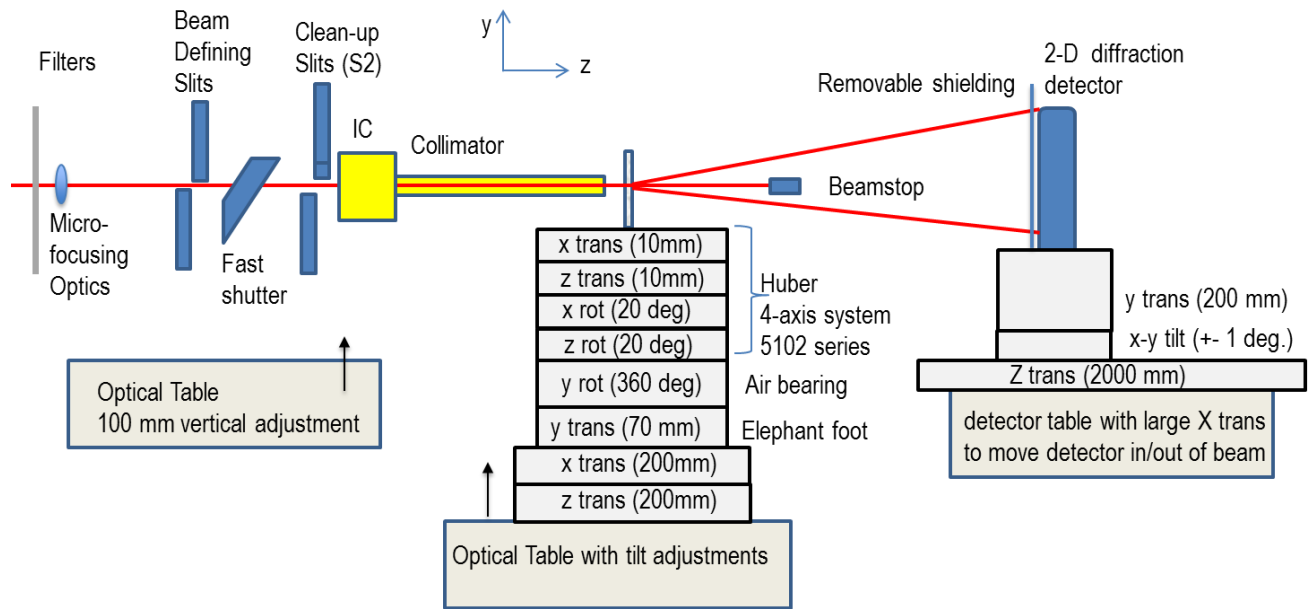 Filters
Beam
Defining
Slits
Clean-up
Slits (S2)
IC
Collimator
y
z
Removable shielding
2-D diffraction
detector
Beamstop
Micro-
focusing
Optics
Fast
shutter
x trans (10mm)
z trans (10mm)
x rot (20 deg)
z rot (20 deg)
Huber
4-axis system
5102 series
y rot (360 deg)
Air bearing
y trans (70 mm)
Elephant foot
x trans (200mm)
z trans (200mm)
Optical Table with tilt adjustments
Optical Table
100 mm vertical adjustment
y trans (200 mm)
x-y tilt (+- 1 deg.)
Z trans (2000 mm)
detector table with large X trans
to move detector in/out of beam